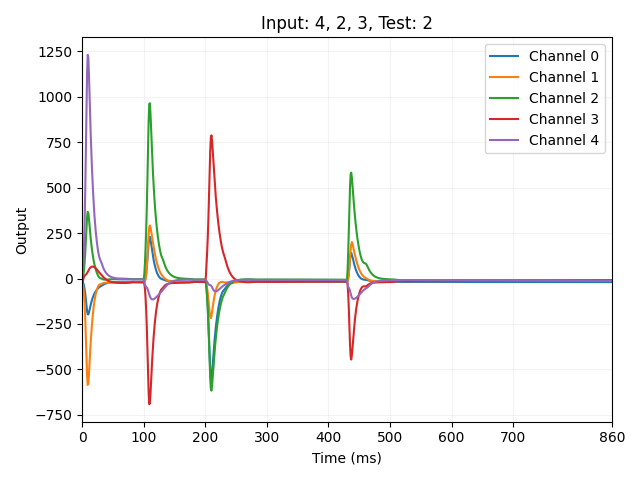 Input: 4, 2, 3, Test: 2
Channel 0
Channel 1
Channel 2
Channel 3
Channel 4
1250
1000
750
500
250
0
−250
−500
−750
Output
0 100 200 300 400 500 600 700 860
Time (ms)